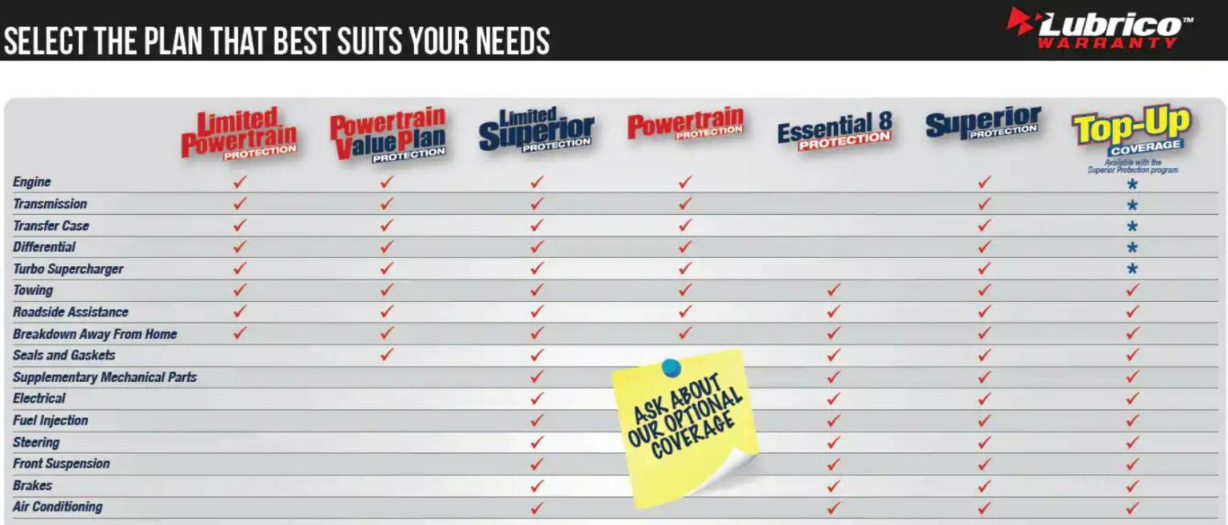 SELECT THE PLAN THAT BEST SUITS YOUR NEEDS
Lubrico™
WARRANTY
Limited
Powertrain
PROTECTION
Powertrain
Value Plan
PROTECTION
Limited
Superior
PROTECTION
Powertrain
PROTECTION
Essential 8
PROTECTION
Superior
PROTECTION
Top-Up
COVERAGE
Available with the
Superior Protection program
Engine ✓ ✓ ✓ ✓ ✓ *
Transmission ✓ ✓ ✓ ✓ ✓ *
Transfer Case ✓ ✓ ✓ ✓ ✓ *
Differential ✓ ✓ ✓ ✓ ✓ *
Turbo Supercharger ✓ ✓ ✓ ✓ ✓ *
Towing ✓ ✓ ✓ ✓ ✓ ✓ ✓
Roadside Assistance ✓ ✓ ✓ ✓ ✓ ✓ ✓
Breakdown Away From Home ✓ ✓ ✓ ✓ ✓ ✓ ✓
Seals and Gaskets ✓ ✓ ✓ ✓ ✓
Supplementary Mechanical Parts ✓ ✓ ✓ ✓
Electrical ✓ ✓ ✓ ✓
Fuel Injection ✓ ✓ ✓ ✓
Steering ✓ ✓ ✓ ✓
Front Suspension ✓ ✓ ✓ ✓
Brakes ✓ ✓ ✓ ✓
Air Conditioning ✓ ✓ ✓ ✓
ASK ABOUT
OUR OPTIONAL
COVERAGE